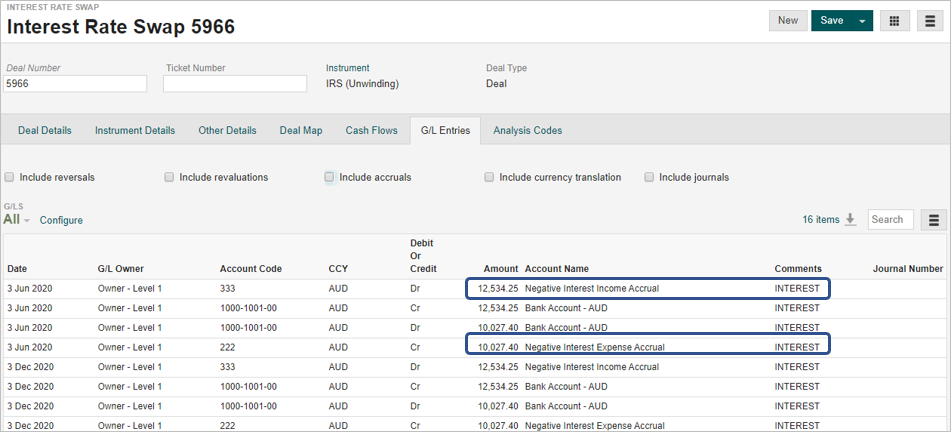 INTEREST RATE SWAP
Interest Rate Swap 5966
New Save
Deal Number Ticket Number Instrument Deal Type
5966 IRS (Unwinding) Deal
Deal Details Instrument Details Other Details Deal Map Cash Flows G/L Entries Analysis Codes
Include reversals Include revaluations Include accruals Include currency translation Include journals
G/LS
All Configure 16 items Search
Debit
Or
Date G/L Owner Account Code CCY Credit Amount Account Name Comments Journal Number
3 Jun 2020 Owner - Level 1 333 AUD Dr 12,534.25 Negative Interest Income Accrual INTEREST
3 Jun 2020 Owner - Level 1 1000-1001-00 AUD Cr 12,534.25 Bank Account - AUD INTEREST
3 Jun 2020 Owner - Level 1 1000-1001-00 AUD Dr 10,027.40 Bank Account - AUD INTEREST
3 Jun 2020 Owner - Level 1 222 AUD Cr 10,027.40 Negative Interest Expense Accrual INTEREST
3 Dec 2020 Owner - Level 1 333 AUD Dr 12,534.25 Negative Interest Income Accrual INTEREST
3 Dec 2020 Owner - Level 1 1000-1001-00 AUD Cr 12,534.25 Bank Account - AUD INTEREST
3 Dec 2020 Owner - Level 1 1000-1001-00 AUD Dr 10,027.40 Bank Account - AUD INTEREST
3 Dec 2020 Owner - Level 1 222 AUD Cr 10,027.40 Negative Interest Expense Accrual INTEREST